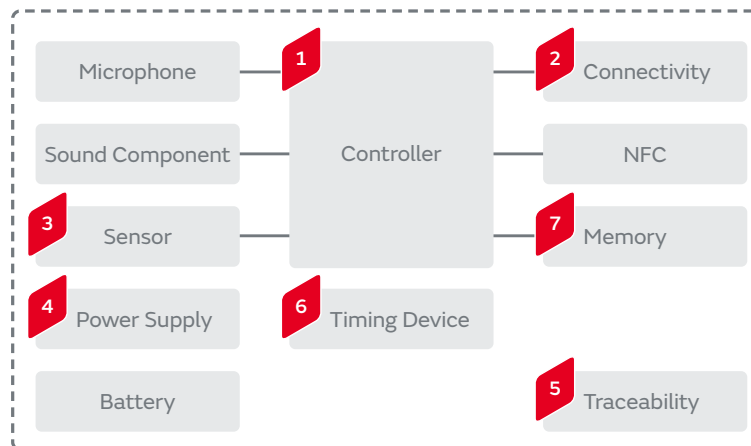 1
2
Microphone
Connectivity
Sound Component
Controller
NFC
3
7
Sensor
Memory
4
6
Power Supply
Timing Device
5
Battery
Traceability